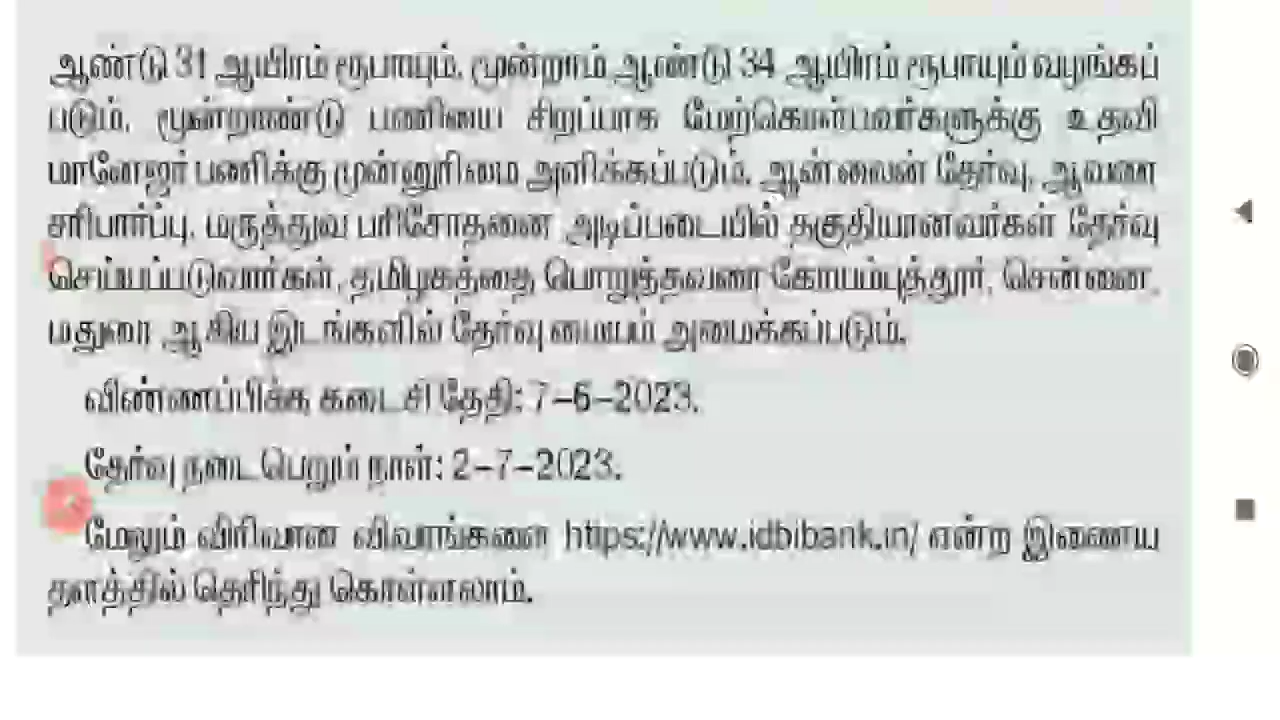 ஆண்டு 31 ஆயிரம் ரூபாயும், மூன்றாம் ஆண்டு 34 ஆயிரம் ரூபாயும் வழங்கப்
படும். மூன்றாண்டு பணியை சிறப்பாக மேற்கொள்பவர்களுக்கு உதவி
மானேஜர் பணிக்கு முன்னுரிமை அளிக்கப்படும். ஆன்லைன் தேர்வு, ஆவண
சரிபார்ப்பு, மருத்துவ பரிசோதனை அடிப்படையில் தகுதியானவர்கள் தேர்வு
செய்யப்படுவார்கள். தமிழகத்தை பொறுத்தவரை கோயம்புத்தூர், சென்னை,
மதுரை ஆகிய இடங்களில் தேர்வு மையம் அமைக்கப்படும்.
விண்ணப்பிக்க கடைசி தேதி: 7-6-2023.
தேர்வு நடைபெறும் நாள்: 2-7-2023.
மேலும் விரிவான விவரங்களை https://www.idbibank.in/ என்ற இணைய
தளத்தில் தெரிந்து கொள்ளலாம்.